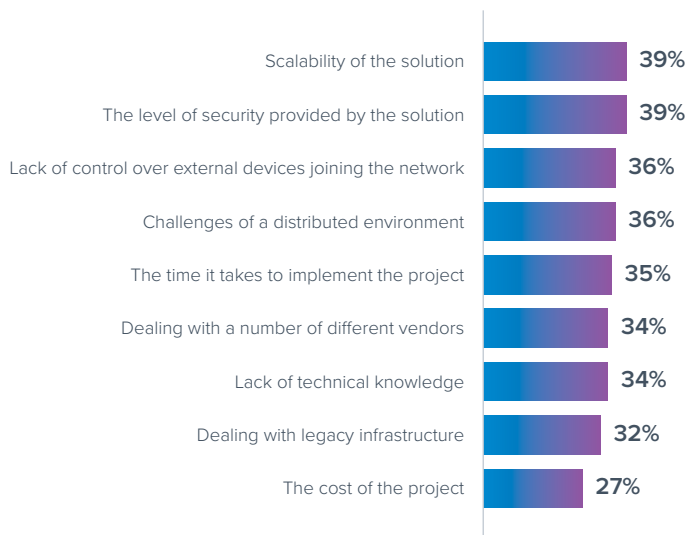 Scalability of the solution 39%
The level of security provided by the solution 39%
Lack of control over external devices joining the network 36%
Challenges of a distributed environment 36%
The time it takes to implement the project 35%
Dealing with a number of different vendors 34%
Lack of technical knowledge 34%
Dealing with legacy infrastructure 32%
The cost of the project 27%